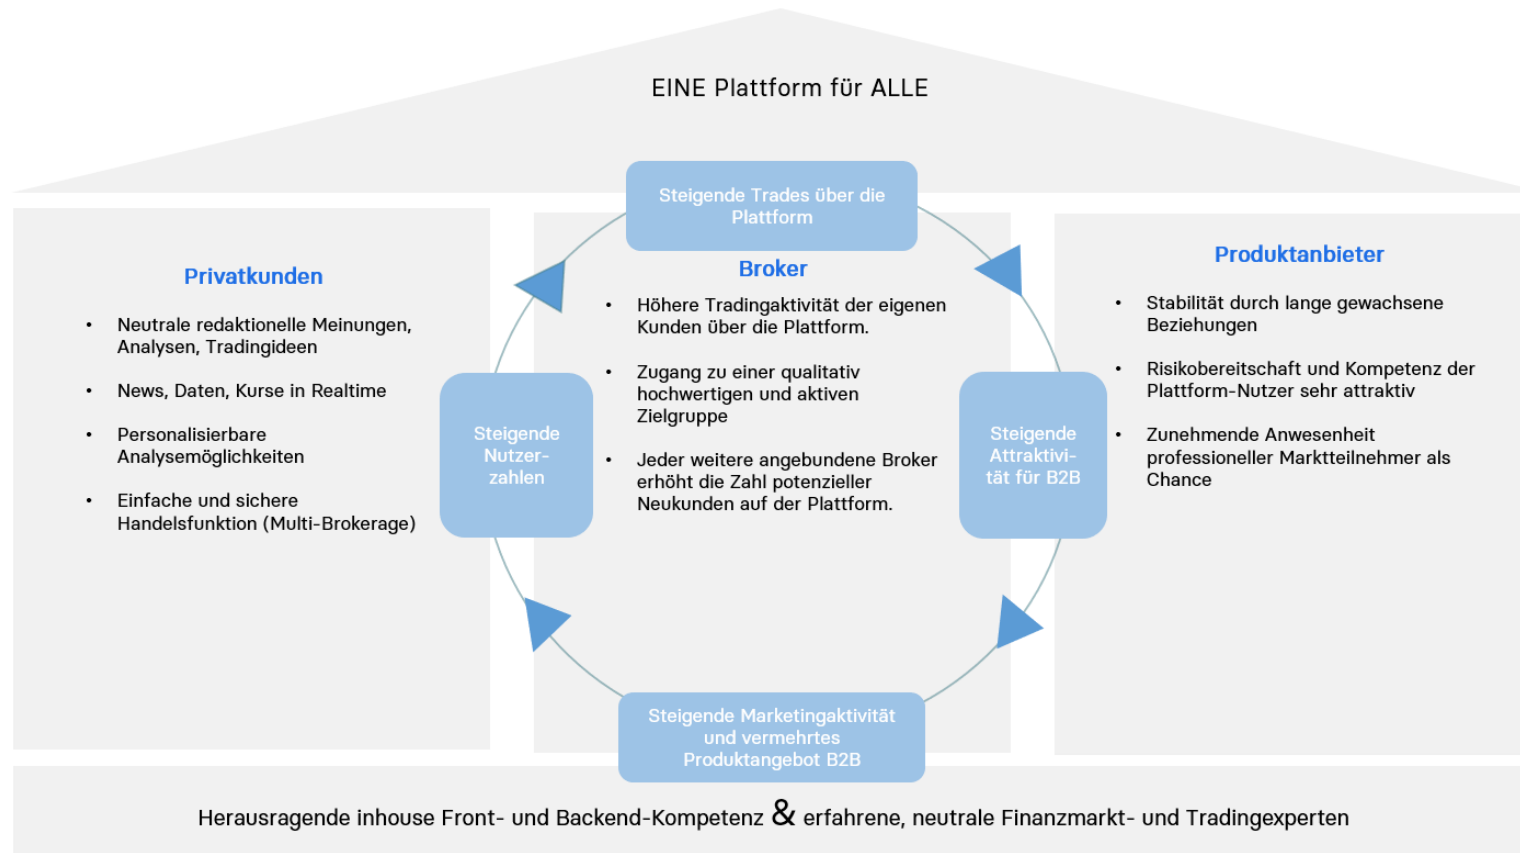 EINE Plattform für ALLE
Steigende Trades über die
Plattform
Privatkunden
• Neutrale redaktionelle Meinungen,
Analysen, Tradingideen
• News, Daten, Kurse in Realtime
• Personalisierbare
Analysemöglichkeiten
• Einfache und sichere
Handelsfunktion (Multi-Brokerage)
Steigende
Nutzer-
zahlen
Broker
• Höhere Tradingaktivität der eigenen
Kunden über die Plattform.
• Zugang zu einer qualitativ
hochwertigen und aktiven
Zielgruppe
• Jeder weitere angebundene Broker
erhöht die Zahl potenzieller
Neukunden auf der Plattform.
Steigende
Attraktivi-
tät für B2B
Produktanbieter
• Stabilität durch lange gewachsene
Beziehungen
• Risikobereitschaft und Kompetenz der
Plattform-Nutzer sehr attraktiv
• Zunehmende Anwesenheit
professioneller Marktteilnehmer als
Chance
Steigende Marketingaktivität
und vermehrtes
Produktangebot B2B
Herausragende inhouse Front- und Backend-Kompetenz & erfahrene, neutrale Finanzmarkt- und Tradingexperten